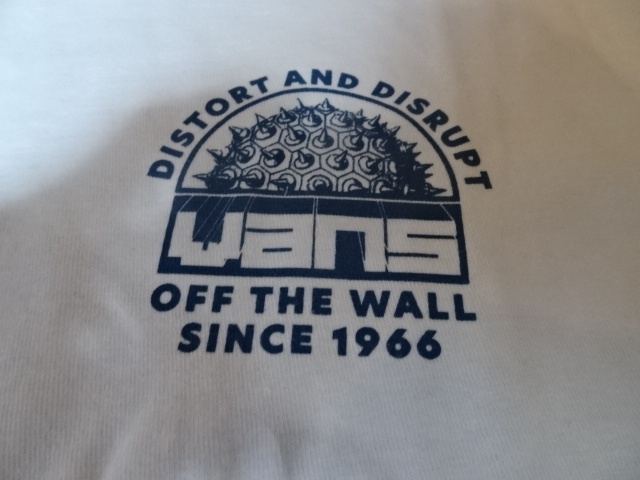 DISTORT AND DISRUPT
VANS
OFF THE WALL
SINCE 1966